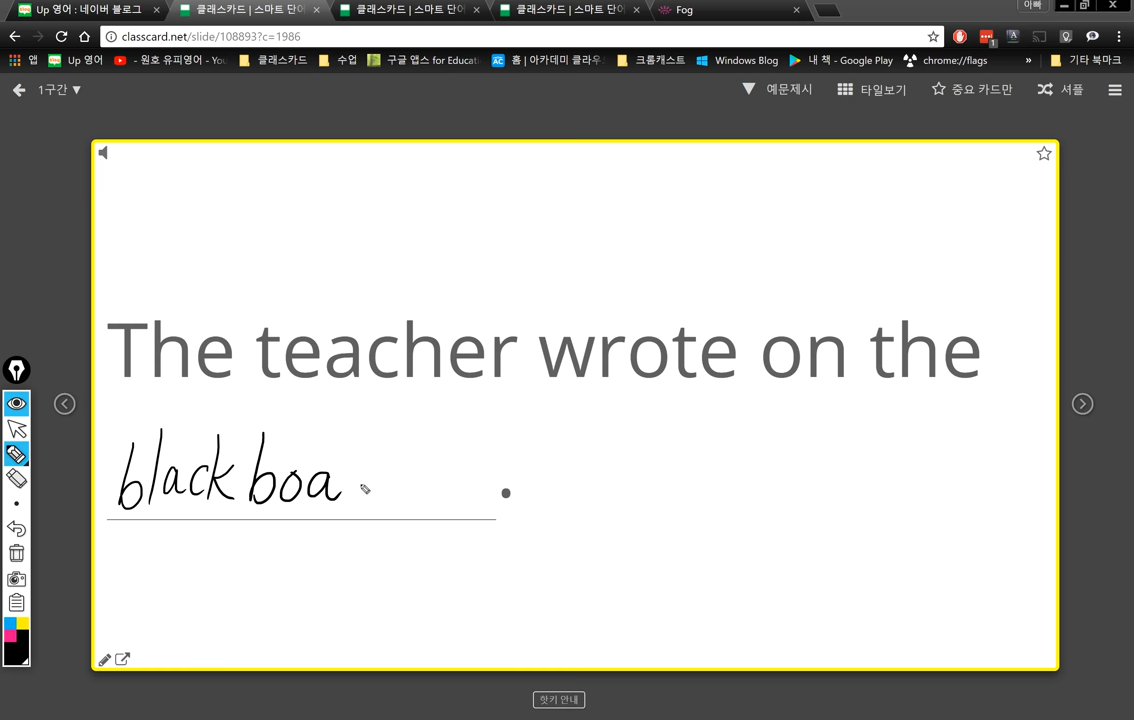 Up 영어 : 네이버 블로그
클래스카드 | 스마트 단어
클래스카드 | 스마트 단어
클래스카드 | 스마트 단어
Fog
아빠
classcard.net/slide/108893?c=1986
1
앱
Up 영어
- 원호 유피영어 - You
클래스카드
수업
구글 앱스 for Educat
홈 | 아카데미 클라우
크롬캐스트
Windows Blog
내 책 - Google Play
chrome://flags
»
기타 북마크
1구간 ▼
예문제시
타일보기
중요 카드만
셔플
The teacher wrote on the
blackboa .
핫키 안내